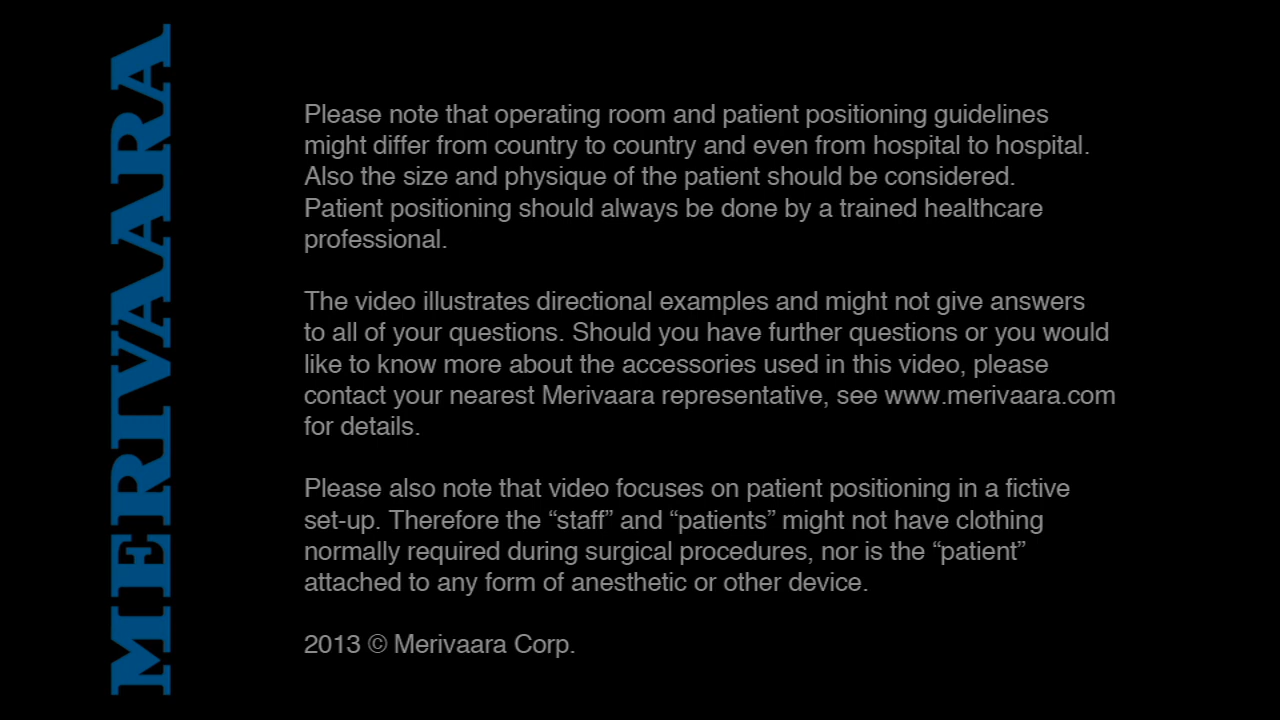 MERIVAARA
Please note that operating room and patient positioning guidelines
might differ from country to country and even from hospital to hospital.
Also the size and physique of the patient should be considered.
Patient positioning should always be done by a trained healthcare
professional.
The video illustrates directional examples and might not give answers
to all of your questions. Should you have further questions or you would
like to know more about the accessories used in this video, please
contact your nearest Merivaara representative, see www.merivaara.com
for details.
Please also note that video focuses on patient positioning in a fictive
set-up. Therefore the “staff” and “patients” might not have clothing
normally required during surgical procedures, nor is the “patient”
attached to any form of anesthetic or other device.
2013 © Merivaara Corp.